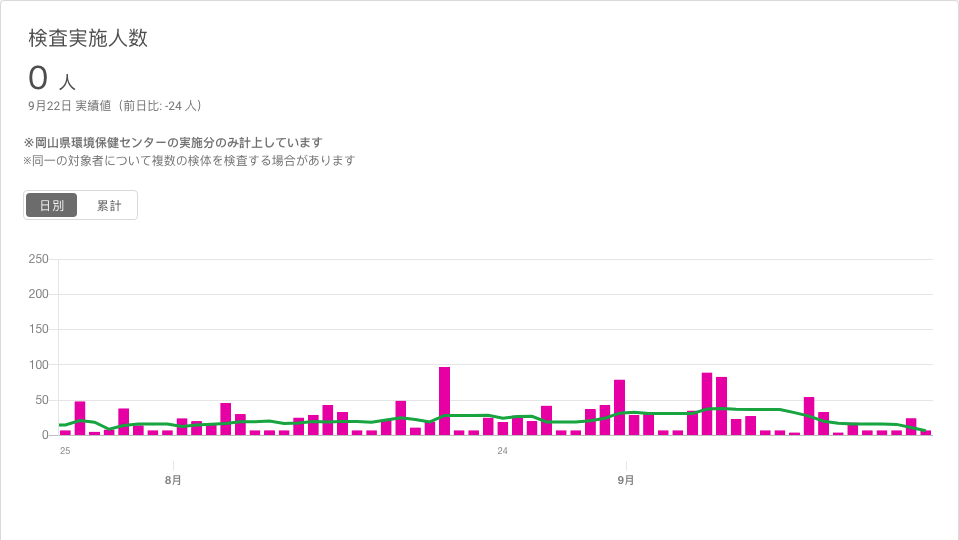 検査実施人数
0 人
9月22日 実績値（前日比: -24 人）
※岡山県環境保健センターの実施分のみ計上しています
※同一の対象者について複数の検体を検査する場合があります
日別 累計
250
200
150
100
50
0
25 24
8月 9月